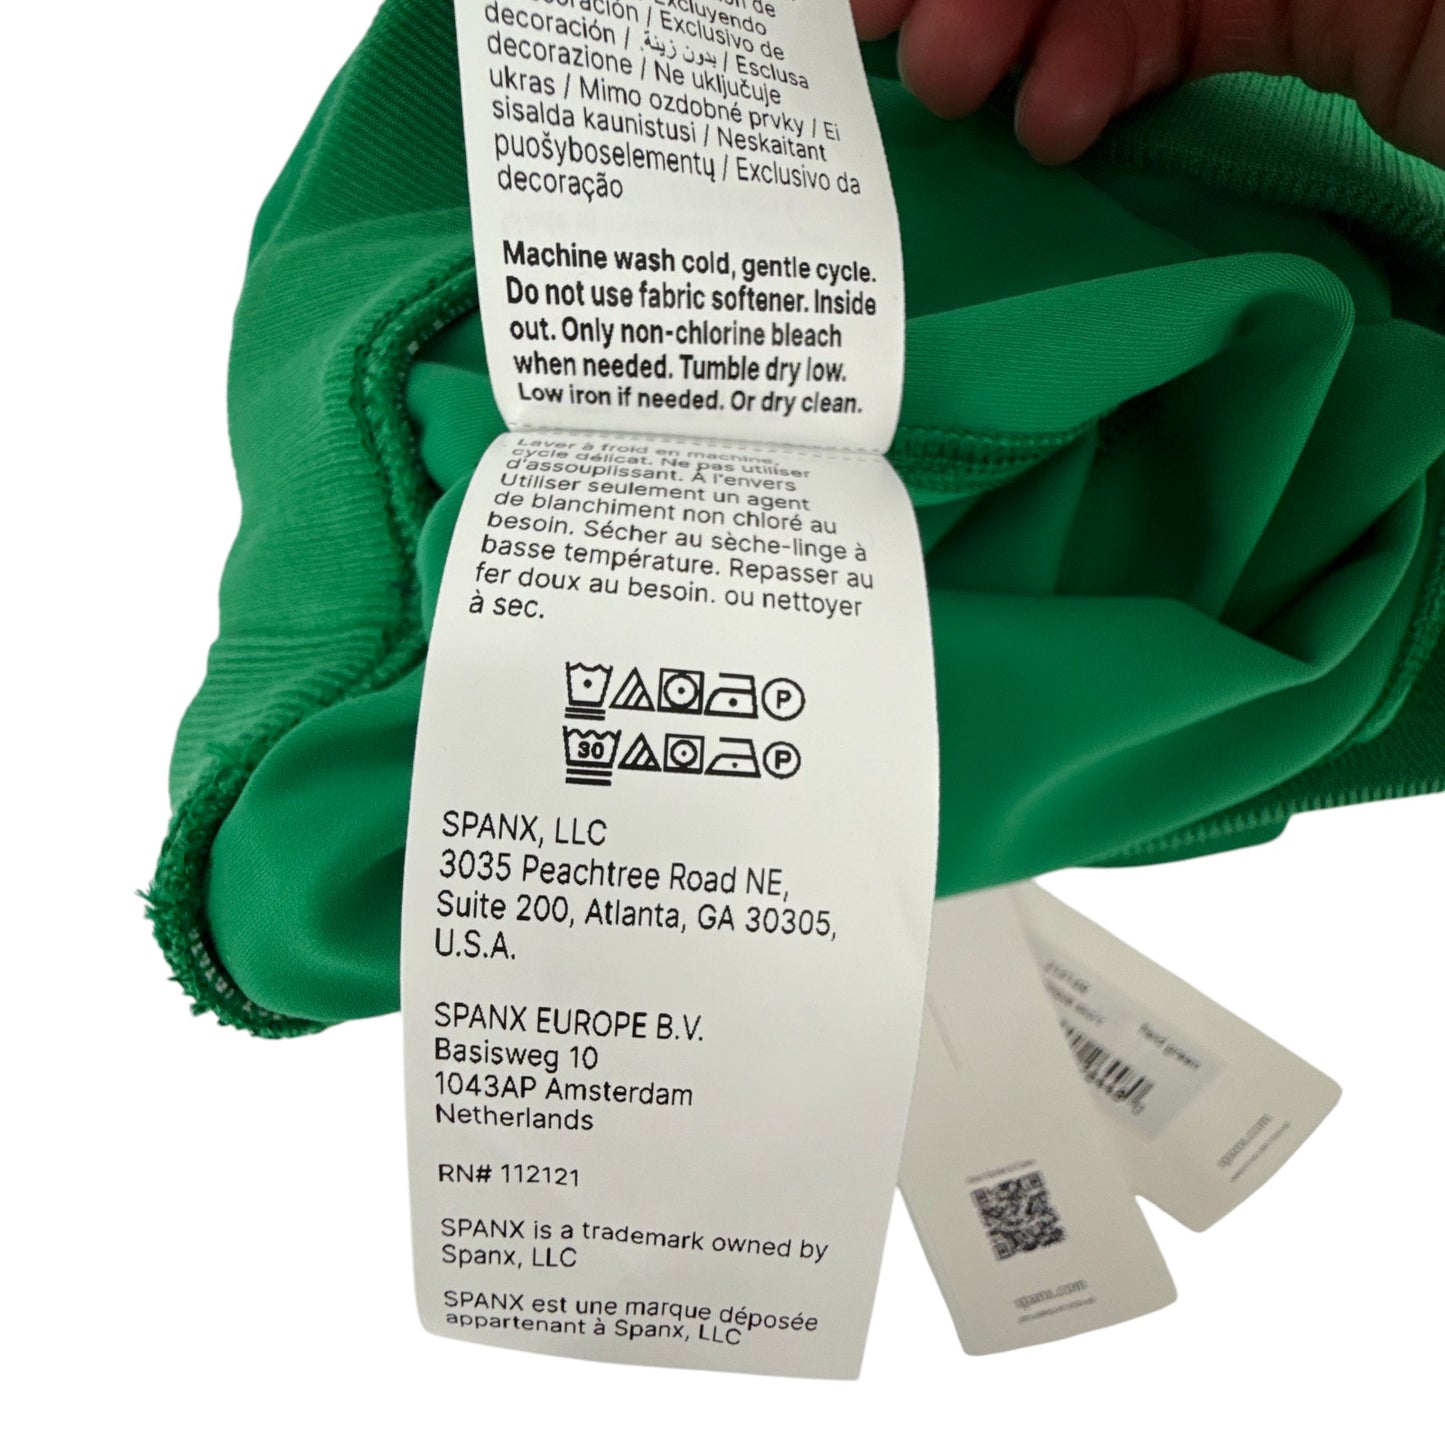 decoración / Exclusivo de
decoración / بدون زينة. / Esclusa
decorazione / Ne uključuje
ukras / Mimo ozdobné prvky / Ei
sisalda kaunistusi / Neskaitant
puošyboselementų / Exclusivo da
decoração
Machine wash cold, gentle cycle.
Do not use fabric softener. Inside
out. Only non-chlorine bleach
when needed. Tumble dry low.
Low iron if needed. Or dry clean.
Laver à froid en machine,
cycle délicat. Ne pas utiliser
d'assouplissant. À l'envers
Utiliser seulement un agent
de blanchiment non chloré au
besoin. Sécher au sèche-linge à
basse température. Repasser au
fer doux au besoin. ou nettoyer
à sec.
P
30 P
SPANX, LLC
3035 Peachtree Road NE,
Suite 200, Atlanta, GA 30305,
U.S.A.
SPANX EUROPE B.V.
Basisweg 10
1043AP Amsterdam
Netherlands
RN# 112121
SPANX is a trademark owned by
Spanx, LLC
SPANX est une marque déposée
appartenant à Spanx, LLC
green
spanx.com
spanx.com